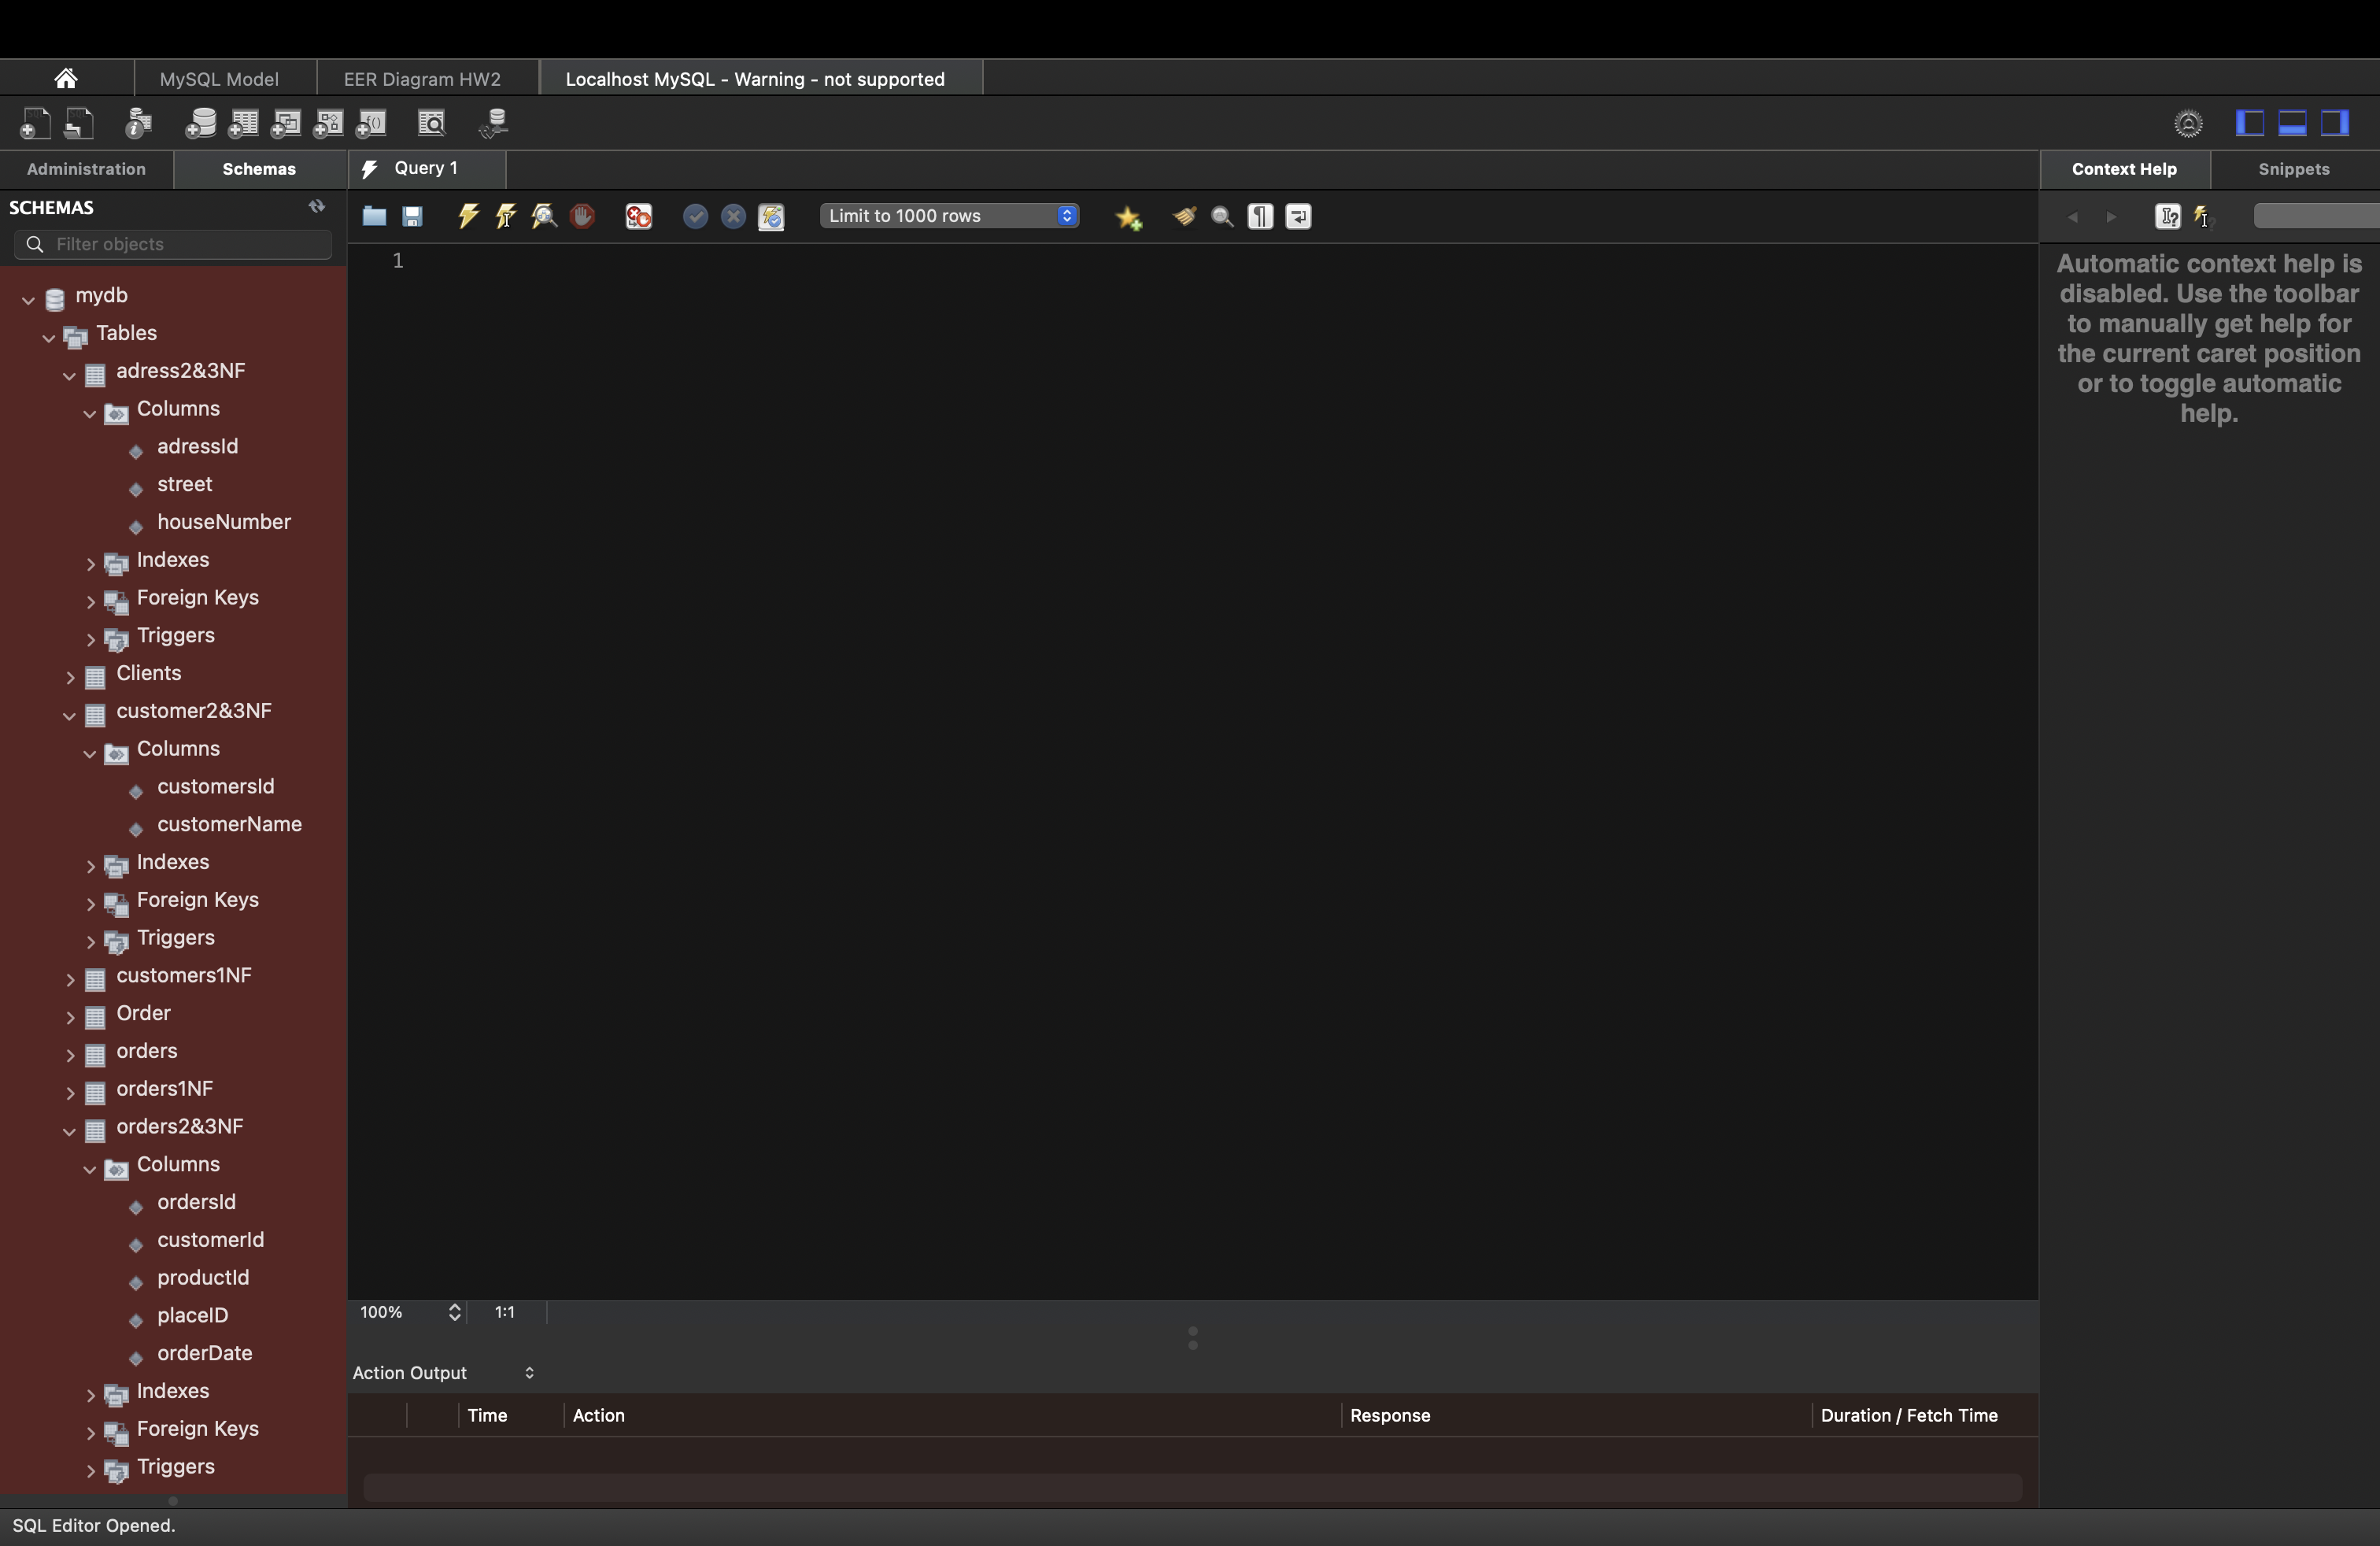 MySQL Model
EER Diagram HW2
Localhost MySQL - Warning - not supported
Administration
Schemas
Query 1
Context Help
Snippets
SCHEMAS
Filter objects
Limit to 1000 rows
1
mydb
Tables
adress2&3NF
Columns
adressId
street
houseNumber
Indexes
Foreign Keys
Triggers
Clients
customer2&3NF
Columns
customersId
customerName
Indexes
Foreign Keys
Triggers
customers1NF
Order
orders
orders1NF
orders2&3NF
Columns
ordersId
customerId
productId
placeID
orderDate
Indexes
Foreign Keys
Triggers
Automatic context help is
disabled. Use the toolbar
to manually get help for
the current caret position
or to toggle automatic
help.
100%
1:1
Action Output
Time
Action
Response
Duration / Fetch Time
SQL Editor Opened.